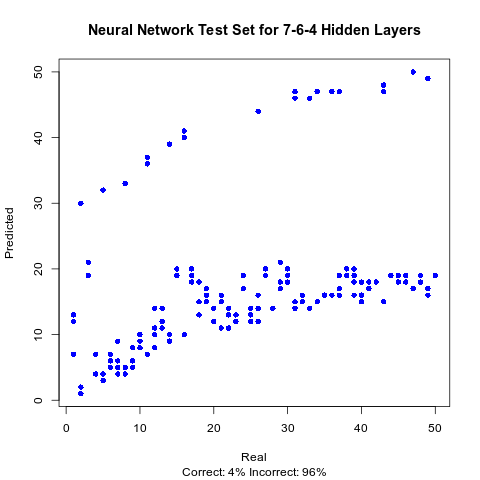 Neural Network Test Set for 7-6-4 Hidden Layers
Predicted
50
40
30
20
10
0
0 10 20 30 40 50
Real
Correct: 4% Incorrect: 96%